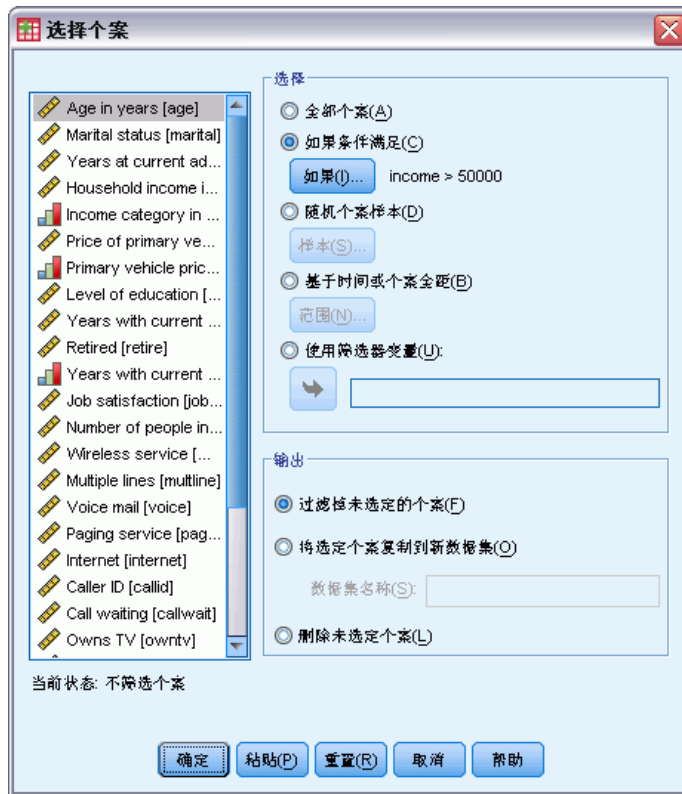 选择个案
Age in years [age]
Marital status [marital]
Years at current ad...
Household income i...
Income category in ...
Price of primary ve...
Primary vehicle pric...
Level of education [...
Years with current ...
Retired [retire]
Years with current ...
Job satisfaction [job...
Number of people in...
Wireless service [...
Multiple lines [multline]
Voice mail [voice]
Paging service [pag...
Internet [internet]
Caller ID [callid]
Call waiting [callwait]
Owns TV [owntv]
当前状态: 不筛选个案
选择
全部个案(A)
如果条件满足(C)
如果(I)... income > 50000
随机个案样本(D)
样本(S)...
基于时间或个案全距(B)
范围(N)...
使用筛选器变量(U):
输出
过滤掉未选定的个案(F)
将选定个案复制到新数据集(O)
数据集名称(S):
删除未选定个案(L)
确定 粘贴(P) 重置(R) 取消 帮助